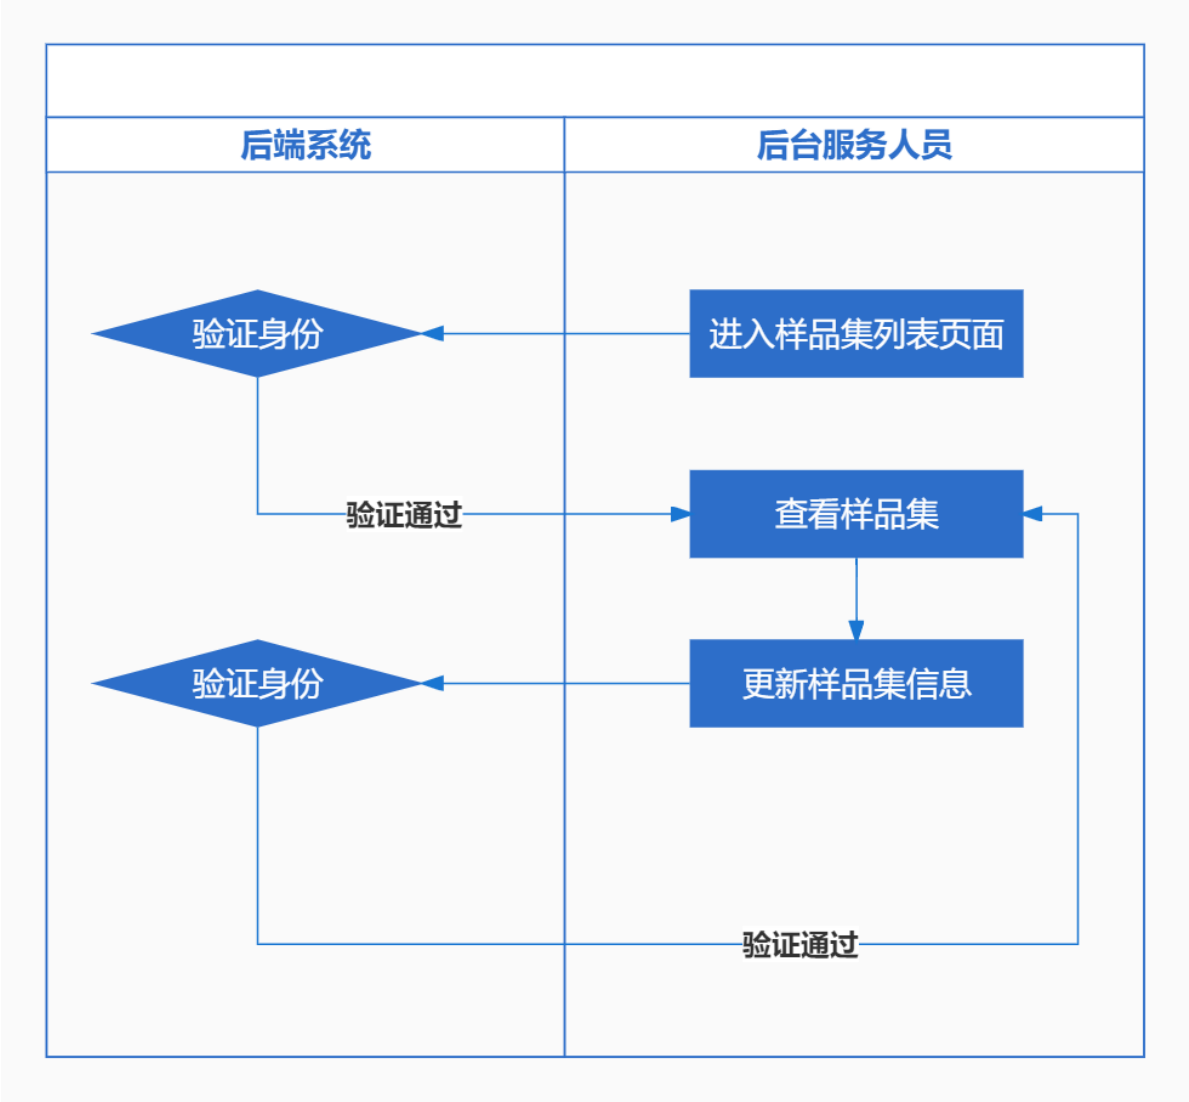 后端系统
后台服务人员
验证身份
进入样品集列表页面
验证通过
查看样品集
验证身份
更新样品集信息
验证通过